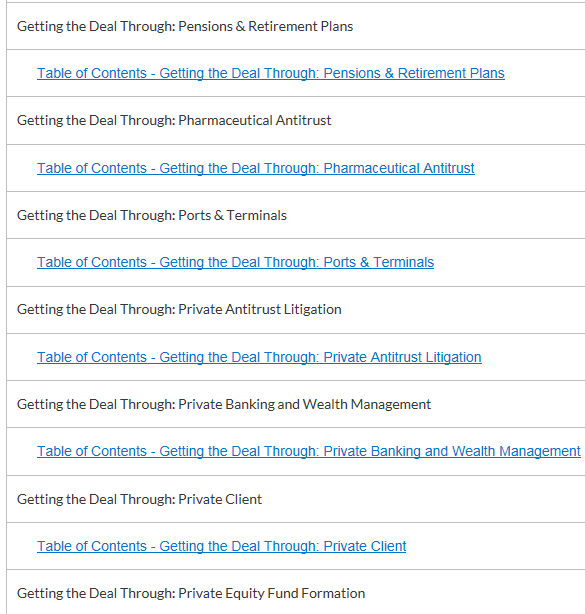 Getting the Deal Through: Pensions & Retirement Plans
Table of Contents - Getting the Deal Through: Pensions & Retirement Plans
Getting the Deal Through: Pharmaceutical Antitrust
Table of Contents - Getting the Deal Through: Pharmaceutical Antitrust
Getting the Deal Through: Ports & Terminals
Table of Contents - Getting the Deal Through: Ports & Terminals
Getting the Deal Through: Private Antitrust Litigation
Table of Contents - Getting the Deal Through: Private Antitrust Litigation
Getting the Deal Through: Private Banking and Wealth Management
Table of Contents - Getting the Deal Through: Private Banking and Wealth Management
Getting the Deal Through: Private Client
Table of Contents - Getting the Deal Through: Private Client
Getting the Deal Through: Private Equity Fund Formation